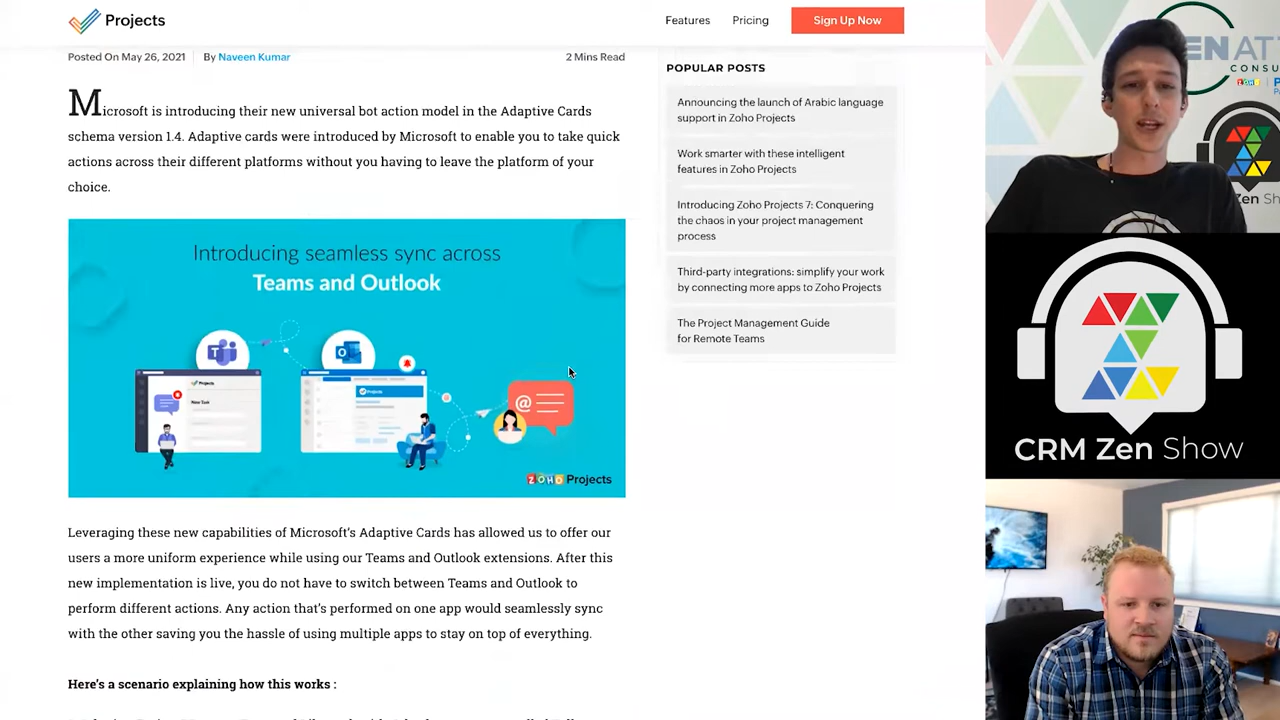 Projects
Features
Pricing
Sign Up Now
Posted On May 26, 2021
By Naveen Kumar
2 Mins Read
Microsoft is introducing their new universal bot action model in the Adaptive Cards
schema version 1.4. Adaptive cards were introduced by Microsoft to enable you to take quick
actions across their different platforms without you having to leave the platform of your
choice.
Introducing seamless sync across
Teams and Outlook
Projects
New Task
Projects
@
ZOHO Projects
Leveraging these new capabilities of Microsoft's Adaptive Cards has allowed us to offer our
users a more uniform experience while using our Teams and Outlook extensions. After this
new implementation is live, you do not have to switch between Teams and Outlook to
perform different actions. Any action that's performed on one app would seamlessly sync
with the other saving you the hassle of using multiple apps to stay on top of everything.
Here's a scenario explaining how this works :
POPULAR POSTS
Announcing the launch of Arabic language
support in Zoho Projects
Work smarter with these intelligent
features in Zoho Projects
Introducing Zoho Projects 7: Conquering
the chaos in your project management
process
Third-party integrations: simplify your work
by connecting more apps to Zoho Projects
The Project Management Guide
for Remote Teams
CONSU
CRM Zen Show